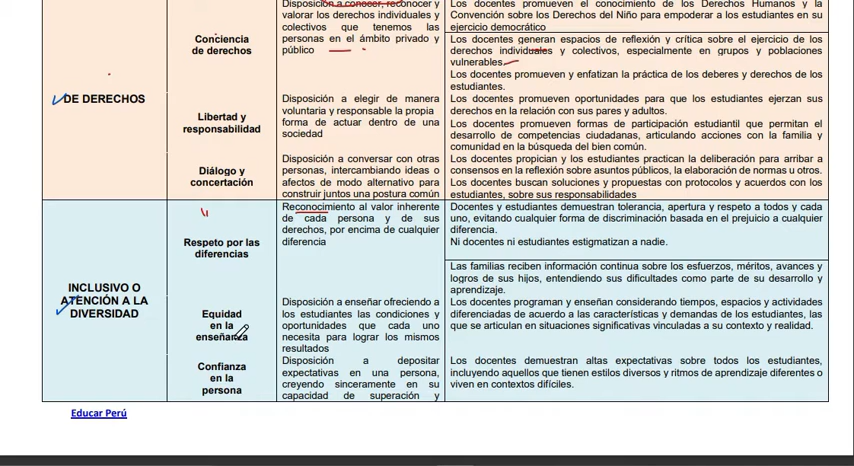 Disposición a conocer, reconocer y
valorar los derechos individuales y
colectivos que tenemos las
personas en el ámbito privado y
público
Conciencia
de derechos
Los docentes promueven el conocimiento de los Derechos Humanos y la
Convención sobre los Derechos del Niño para empoderar a los estudiantes en su
ejercicio democrático
Los docentes generan espacios de reflexión y crítica sobre el ejercicio de los
derechos individuales y colectivos, especialmente en grupos y poblaciones
vulnerables.
Los docentes promueven y enfatizan la práctica de los deberes y derechos de los
estudiantes.
DE DERECHOS
Libertad y
responsabilidad
Disposición a elegir de manera
voluntaria y responsable la propia
forma de actuar dentro de una
sociedad
Los docentes promueven oportunidades para que los estudiantes ejerzan sus
derechos en la relación con sus pares y adultos.
Los docentes promueven formas de participación estudiantil que permitan el
desarrollo de competencias ciudadanas, articulando acciones con la familia y
comunidad en la búsqueda del bien común.
Diálogo y
concertación
Disposición a conversar con otras
personas, intercambiando ideas o
afectos de modo alternativo para
construir juntos una postura común
Los docentes propician y los estudiantes practican la deliberación para arribar a
consensos en la reflexión sobre asuntos públicos, la elaboración de normas u otros.
Los docentes buscan soluciones y propuestas con protocolos y acuerdos con los
estudiantes, sobre sus responsabilidades
INCLUSIVO O
ATENCIÓN A LA
DIVERSIDAD
Respeto por las
diferencias
Reconocimiento al valor inherente
de cada persona y de sus
derechos, por encima de cualquier
diferencia
Docentes y estudiantes demuestran tolerancia, apertura y respeto a todos y cada
uno, evitando cualquier forma de discriminación basada en el prejuicio a cualquier
diferencia.
Ni docentes ni estudiantes estigmatizan a nadie.
Las familias reciben información continua sobre los esfuerzos, méritos, avances y
logros de sus hijos, entendiendo sus dificultades como parte de su desarrollo y
aprendizaje.
Equidad
en la
enseñanza
Disposición a enseñar ofreciendo a
los estudiantes las condiciones y
oportunidades que cada uno
necesita para lograr los mismos
resultados
Los docentes programan y enseñan considerando tiempos, espacios y actividades
diferenciadas de acuerdo a las características y demandas de los estudiantes, las
que se articulan en situaciones significativas vinculadas a su contexto y realidad.
Confianza
en la
persona
Disposición a depositar
expectativas en una persona,
creyendo sinceramente en su
capacidad de superación y
Los docentes demuestran altas expectativas sobre todos los estudiantes,
incluyendo aquellos que tienen estilos diversos y ritmos de aprendizaje diferentes o
viven en contextos difíciles.
Educar Perú